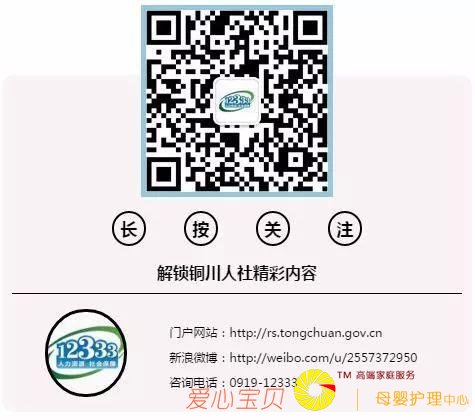 12333
长 按 关 注
解锁铜川人社精彩内容
12333
人力资源 社会保障
门户网站：http://rs.tongchuan.gov.cn
新浪微博：http://weibo.com/u/2557372950
咨询电话：0919-12333
TM 高端家庭服务
爱心宝贝 母婴护理中心